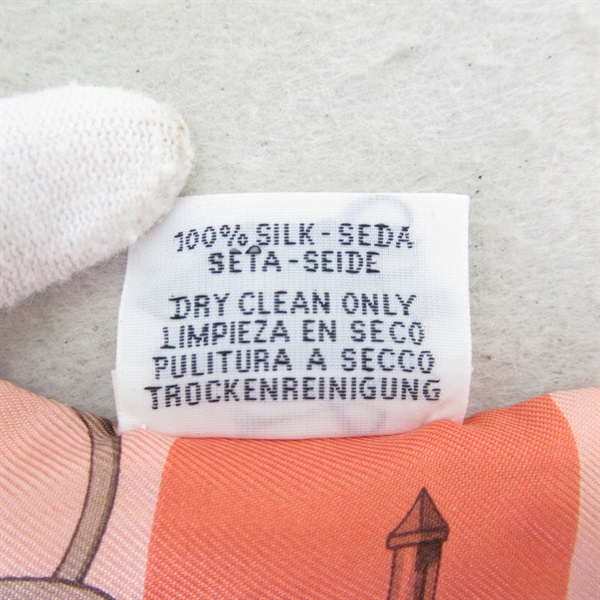 100% SILK - SEDA
SETA - SEIDE
DRY CLEAN ONLY
LIMPIEZA EN SECO
PULITURA A SECCO
TROCKENREINIGUNG